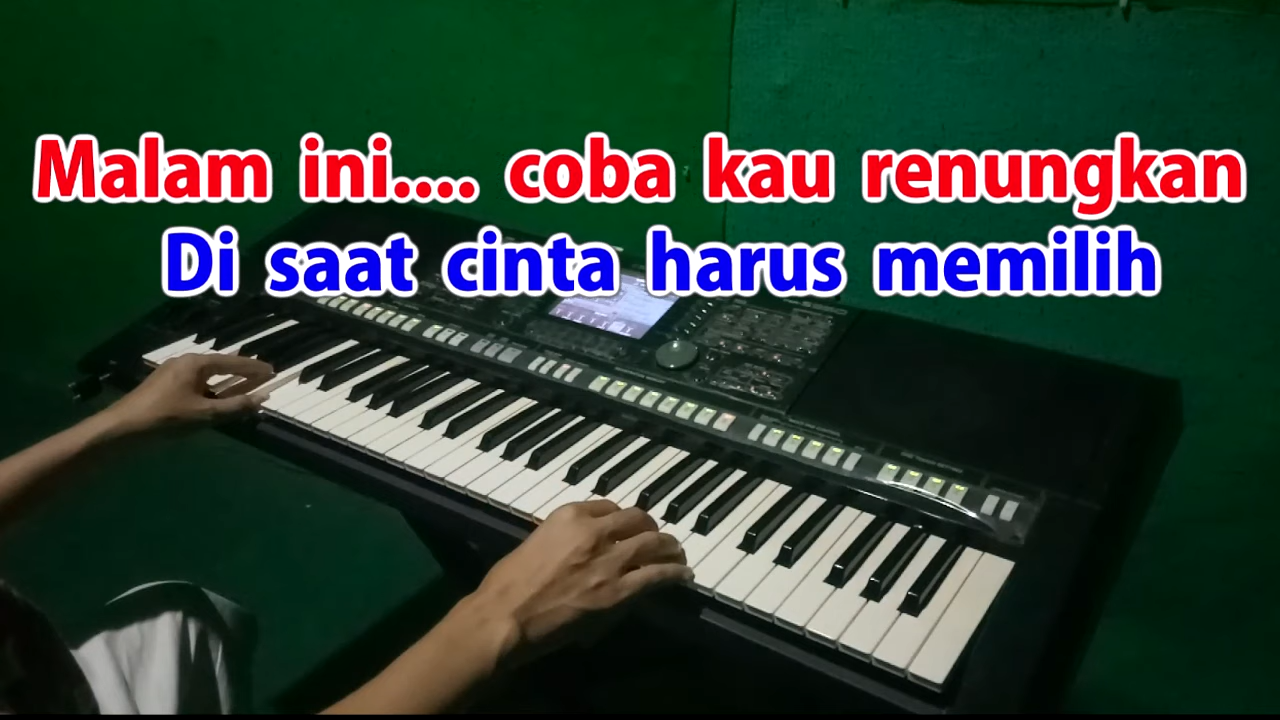 Malam ini.... coba kau renungkan
Di saat cinta harus memilih